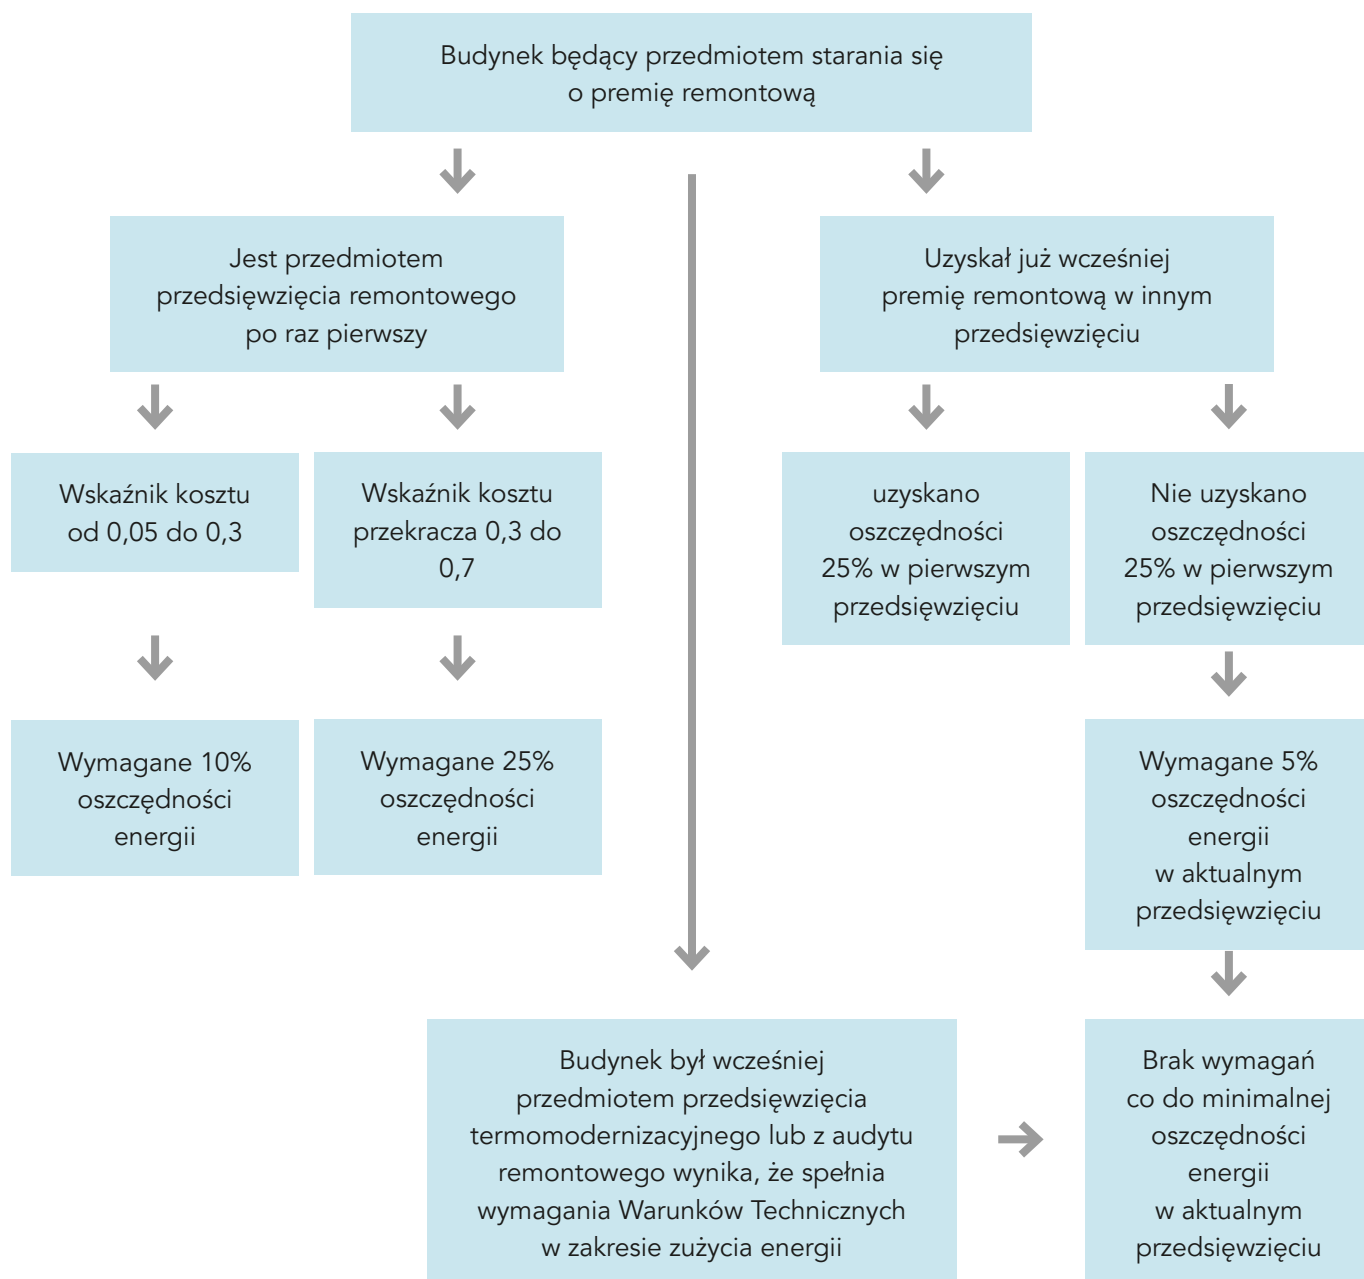 Budynek będący przedmiotem starania się
o premię remontową
Jest przedmiotem
przedsięwzięcia remontowego
po raz pierwszy
Uzyskał już wcześniej
premię remontową w innym
przedsięwzięciu
Wskaźnik kosztu
od 0,05 do 0,3
Wskaźnik kosztu
przekracza 0,3 do
0,7
uzyskano
oszczędności
25% w pierwszym
przedsięwzięciu
Nie uzyskano
oszczędności
25% w pierwszym
przedsięwzięciu
Wymagane 10%
oszczędności
energii
Wymagane 25%
oszczędności
energii
Wymagane 5%
oszczędności
energii
w aktualnym
przedsięwzięciu
Budynek był wcześniej
przedmiotem przedsięwzięcia
termomodernizacyjnego lub z audytu
remontowego wynika, że spełnia
wymagania Warunków Technicznych
w zakresie zużycia energii
Brak wymagań
co do minimalnej
oszczędności
energii
w aktualnym
przedsięwzięciu